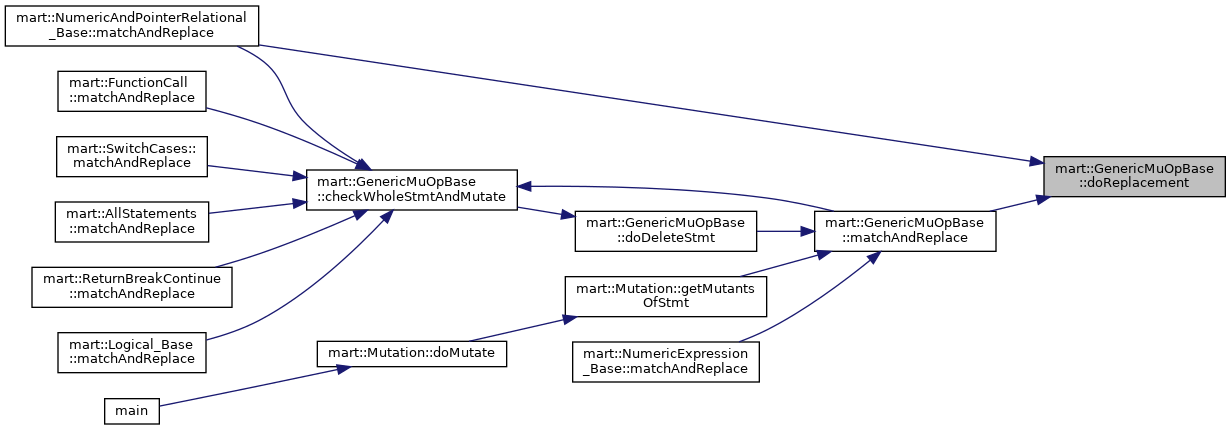 mart::NumericAndPointerRelational
_Base::matchAndReplace
mart::FunctionCall
::matchAndReplace
mart::SwitchCases::
matchAndReplace
mart::AllStatements
::matchAndReplace
mart::ReturnBreakContinue
::matchAndReplace
mart::Logical_Base
::matchAndReplace
main
mart::GenericMuOpBase
::checkWholeStmtAndMutate
mart::Mutation::doMutate
mart::GenericMuOpBase
::doDeleteStmt
mart::Mutation::getMutants
OfStmt
mart::NumericExpression
_Base::matchAndReplace
mart::GenericMuOpBase
::matchAndReplace
mart::GenericMuOpBase
::doReplacement